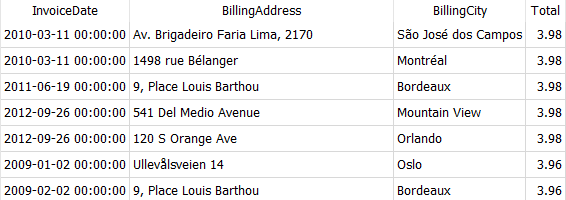 InvoiceDate BillingAddress BillingCity Total
2010-03-11 00:00:00 Av. Brigadeiro Faria Lima, 2170 São José dos Campos 3.98
2010-03-11 00:00:00 1498 rue Bélanger Montréal 3.98
2011-06-19 00:00:00 9, Place Louis Barthou Bordeaux 3.98
2012-09-26 00:00:00 541 Del Medio Avenue Mountain View 3.98
2012-09-26 00:00:00 120 S Orange Ave Orlando 3.98
2009-01-02 00:00:00 Ullevålsveien 14 Oslo 3.96
2009-02-02 00:00:00 9, Place Louis Barthou Bordeaux 3.96